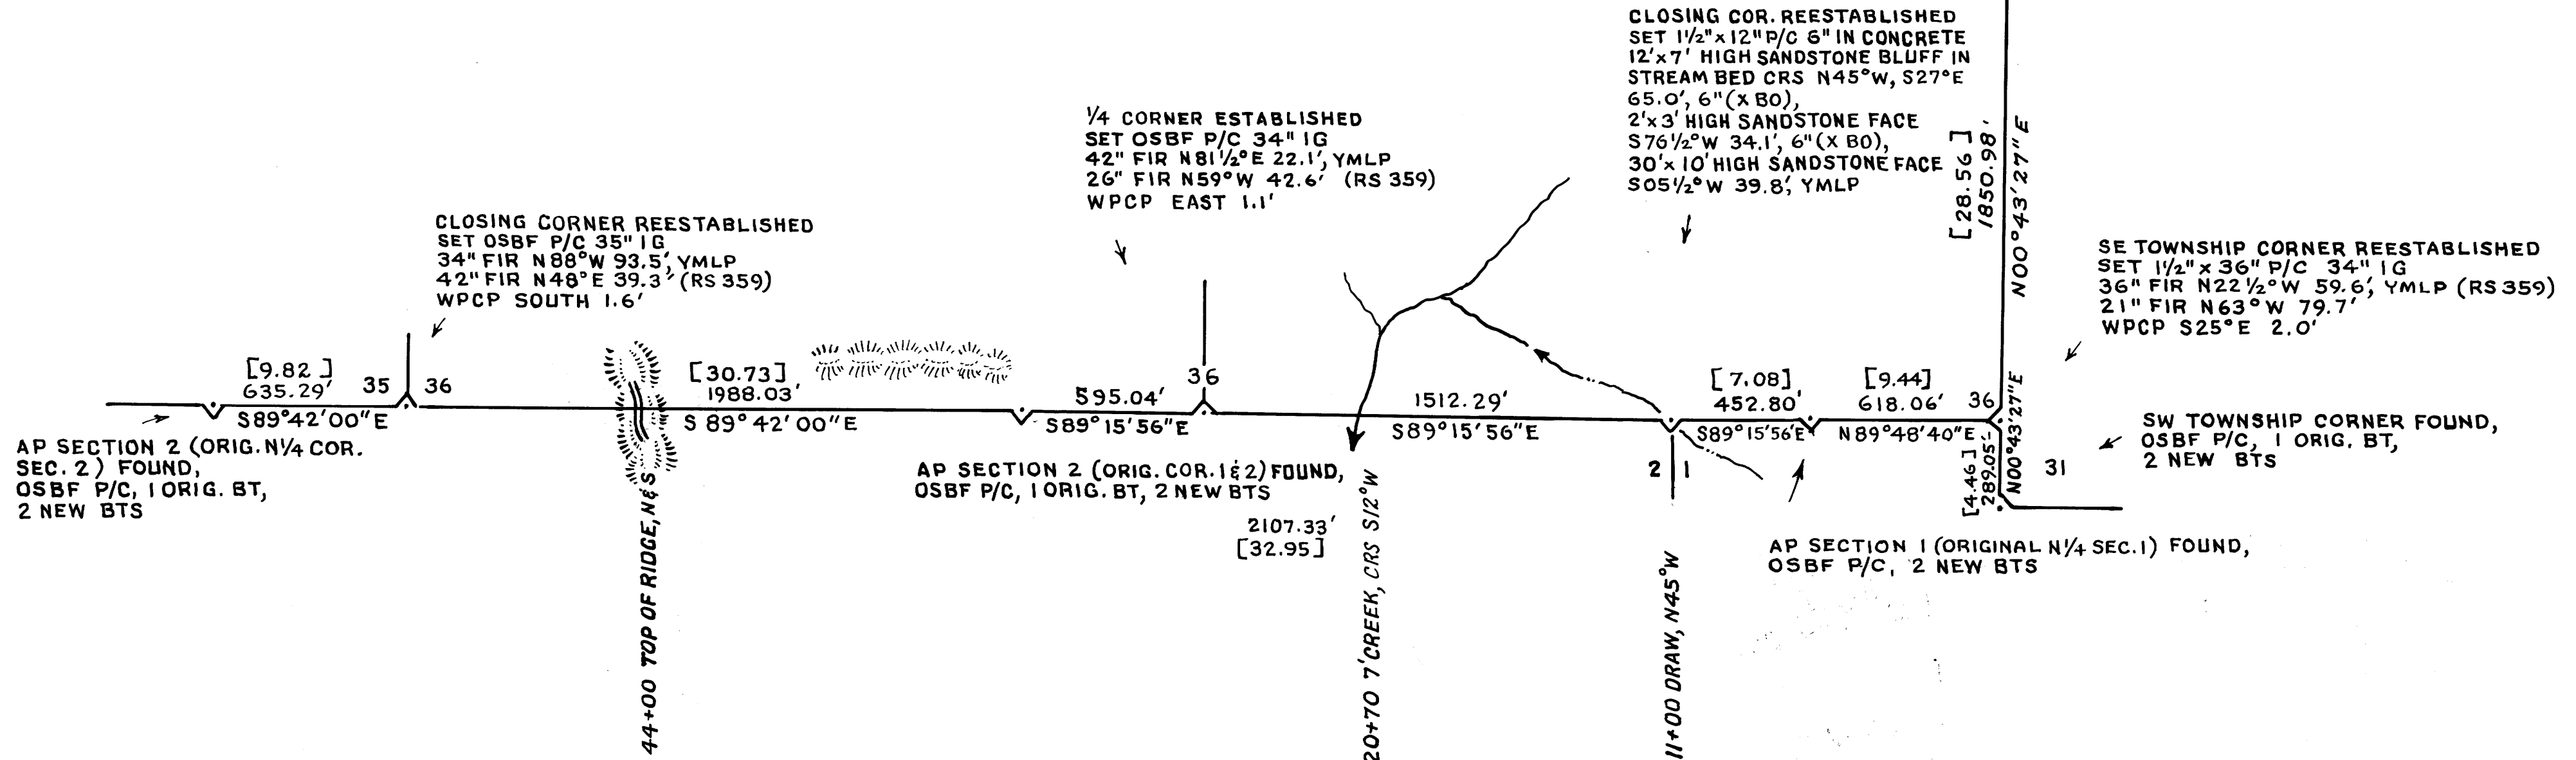 CLOSING COR. REESTABLISHED
SET 1½"x 12" P/C 6" IN CONCRETE
12'x7' HIGH SANDSTONE BLUFF IN
STREAM BED CRS N45°W, S27°E
65.0', 6" (X BO),
2'x3' HIGH SANDSTONE FACE
S76½°W 34.1', 6" (X BO),
30'x 10' HIGH SANDSTONE FACE
S05½°W 39.8', YMLP
1/4 CORNER ESTABLISHED
SET OSBF P/C 34" IG
42" FIR N81½°E 22.1', YMLP
26" FIR N59°W 42.6' (RS 359)
WPCP EAST 1.1'
CLOSING CORNER REESTABLISHED
SET OSBF P/C 35" IG
34" FIR N88°W 93.5', YMLP
42" FIR N48°E 39.3' (RS 359)
WPCP SOUTH 1.6'
[28.56]
1850.98'
N00°43'27"E
SE TOWNSHIP CORNER REESTABLISHED
SET 1½"x 36" P/C 34" IG
36" FIR N22½°W 59.6', YMLP (RS 359)
21" FIR N63°W 79.7'
WPCP S25°E 2.0'
[9.82]
635.29'
35
36
S89°42'00"E
[30.73]
1988.03'
S 89°42'00"E
595.04'
S89°15'56"E
36
1512.29'
S89°15'56"E
[7.08]
452.80'
S89°15'56"E
[9.44]
618.06'
36
N89°48'40"E
N00°43'27"E
[4.46]
289.05'
31
2
1
SW TOWNSHIP CORNER FOUND,
OSBF P/C, 1 ORIG. BT,
2 NEW BTS
AP SECTION 2 (ORIG. N1/4 COR.
SEC. 2) FOUND,
OSBF P/C, 1 ORIG. BT,
2 NEW BTS
AP SECTION 2 (ORIG. COR. 1 & 2) FOUND,
OSBF P/C, 1 ORIG. BT, 2 NEW BTS
2107.33'
[32.95]
AP SECTION 1 (ORIGINAL N1/4 SEC. 1) FOUND,
OSBF P/C, 2 NEW BTS
44+00 TOP OF RIDGE, N&S
20+70 7' CREEK, CRS S12°W
11+00 DRAW, N45°W